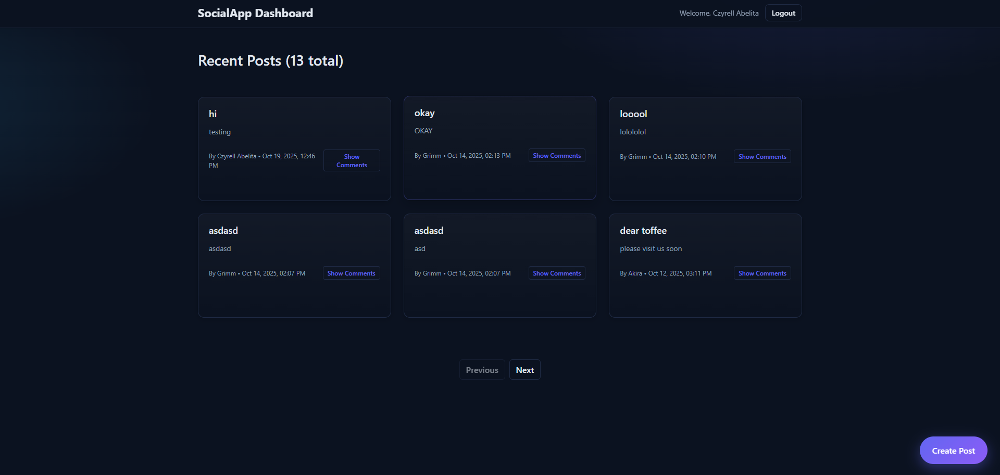 SocialApp Dashboard
Welcome, Czyrell Abelita
Logout
Recent Posts (13 total)
hi
testing
By Czyrell Abelita • Oct 19, 2025, 12:46
PM
Show
Comments
okay
OKAY
By Grimm • Oct 14, 2025, 02:13 PM
Show Comments
looool
lolololol
By Grimm • Oct 14, 2025, 02:10 PM
Show Comments
asdasd
asdasd
By Grimm • Oct 14, 2025, 02:07 PM
Show Comments
asdasd
asd
By Grimm • Oct 14, 2025, 02:07 PM
Show Comments
dear toffee
please visit us soon
By Akira • Oct 12, 2025, 03:11 PM
Show Comments
Previous
Next
Create Post